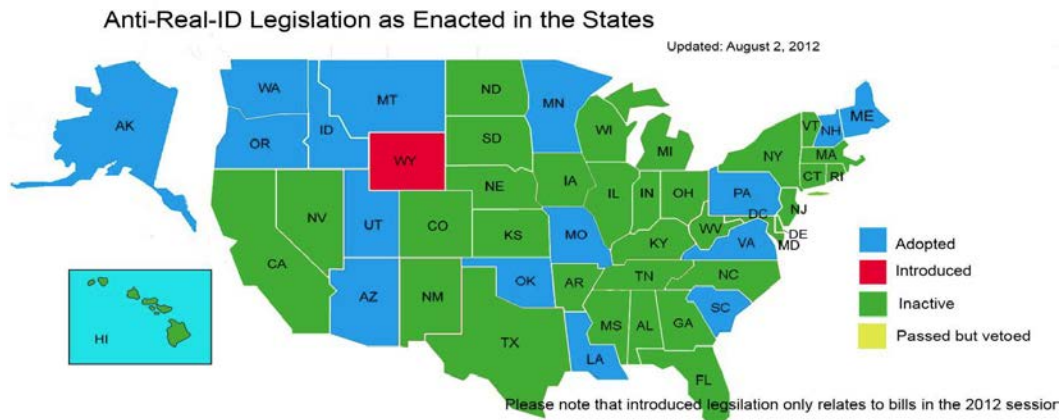 Anti-Real-ID Legislation as Enacted in the States
Updated: August 2, 2012
AK
WA
MT
ND
MN
ME
OR
ID
SD
WI
MI
VT
NH
WY
NY
MA
CT
RI
NV
UT
CO
NE
IA
IL
IN
OH
PA
NJ
CA
KS
MO
KY
WV
VA
DC
DE
MD
AZ
NM
OK
AR
TN
NC
SC
TX
LA
MS
AL
GA
FL
HI
Adopted
Introduced
Inactive
Passed but vetoed
Please note that introduced legsilation only relates to bills in the 2012 session